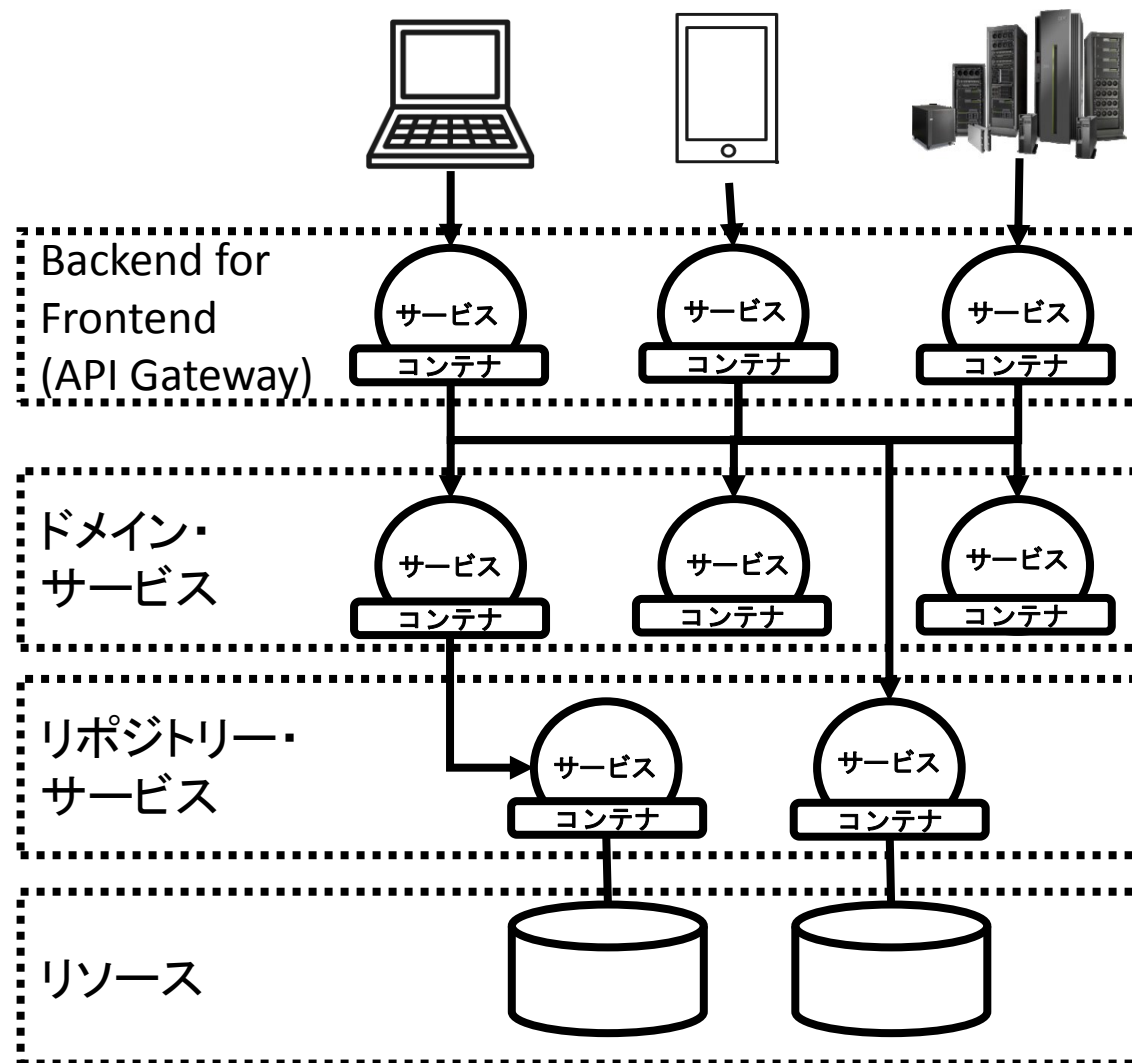 Backend for
Frontend
(API Gateway)
サービス
サービス
サービス
コンテナ
コンテナ
コンテナ
ドメイン・
サービス
サービス
サービス
サービス
コンテナ
コンテナ
コンテナ
リポジトリー・
サービス
サービス
サービス
コンテナ
コンテナ
リソース